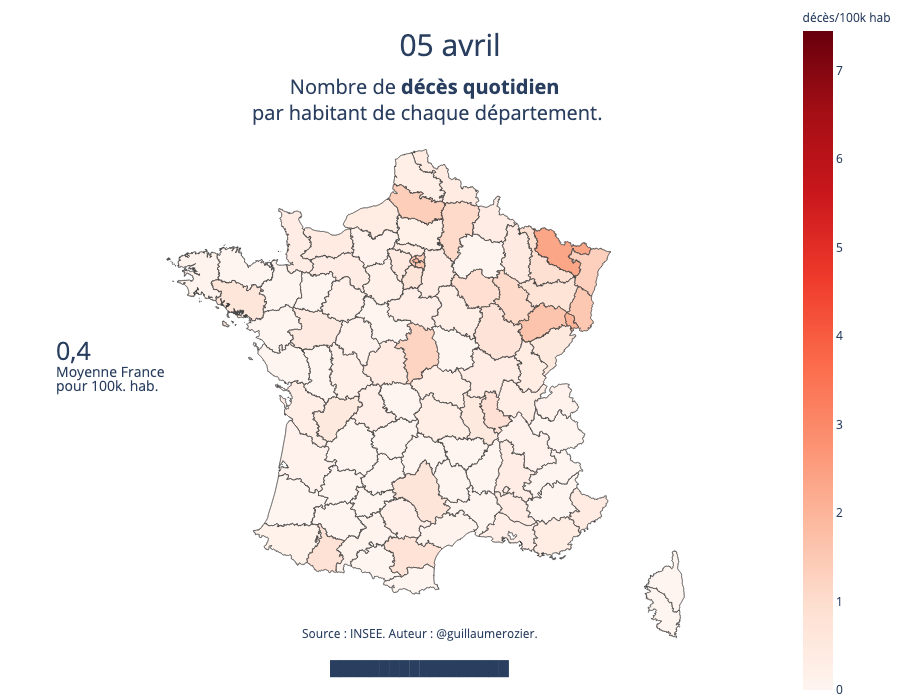 décès/100k hab
05 avril
Nombre de décès quotidien
par habitant de chaque département.
7
6
5
4
3
2
1
0
0,4
Moyenne France
pour 100k. hab.
Source : INSEE. Auteur : @guillaumerozier.